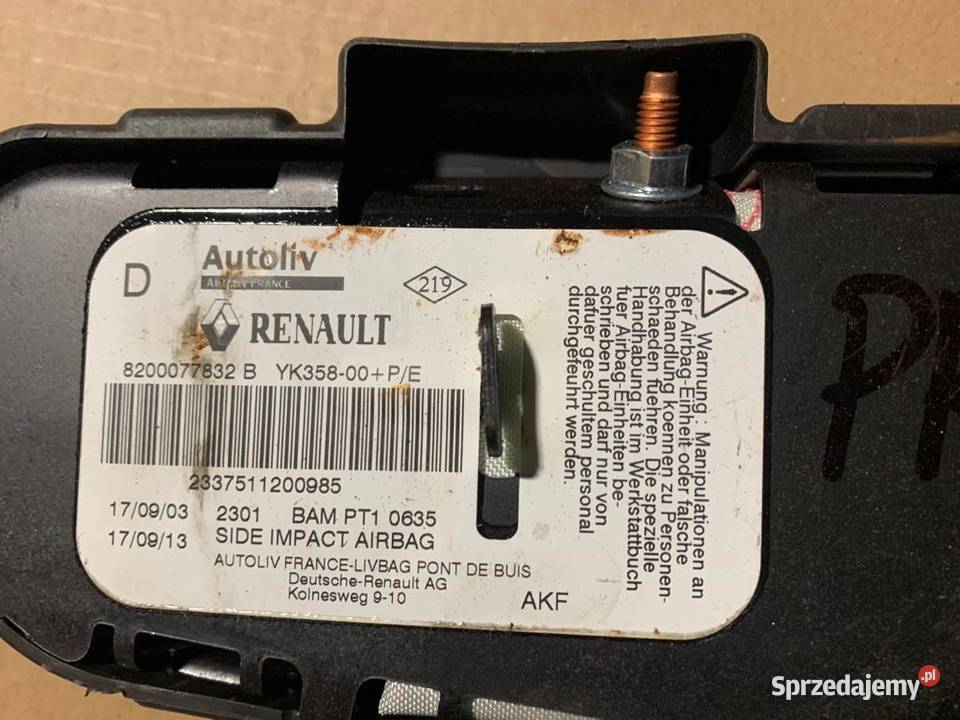 D
Autoliv
AUTOLIV FRANCE
219
RENAULT
8200077832 B YK358-00+P/E
2337511200985
17/09/03 2301 BAM PT1 0635
17/09/13 SIDE IMPACT AIRBAG
AUTOLIV FRANCE-LIVBAG PONT DE BUIS
Deutsche-Renault AG
Kolnesweg 9-10
AKF
Warnung : Manipulationen an
der Airbag-Einheit oder falsche
Behandlung koennen zu Personen-
schaeden fuehren. Die spezielle
Handhabung ist im Werkstattbuch
fuer Airbag-Einheiten be-
schrieben und darf nur von
dafuer geschultem personal
durchgefuehrt werden.
Sprzedajemy.pl